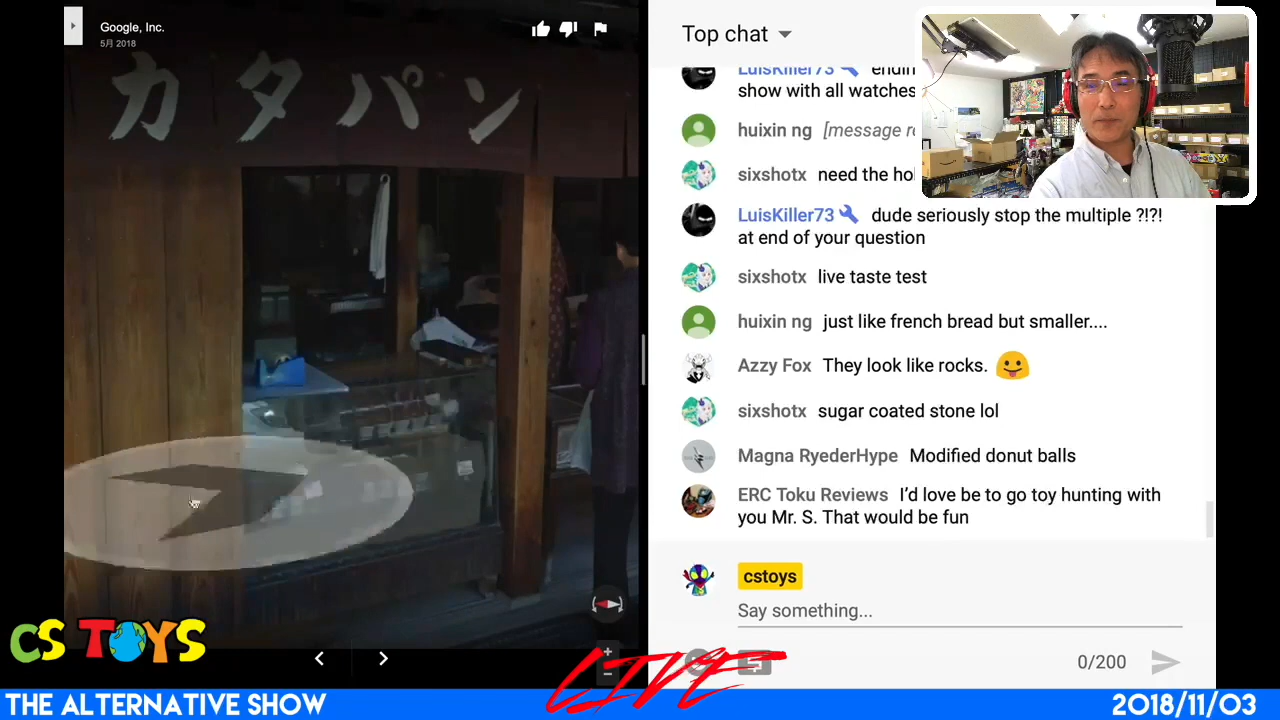 Google, Inc.
5月 2018
カタパン
Top chat
LuisKiller73
show with all watches
huixin ng [message re
sixshotx need the ho
LuisKiller73 dude seriously stop the multiple ?!?!
at end of your question
sixshotx live taste test
huixin ng just like french bread but smaller....
Azzy Fox They look like rocks.
sixshotx sugar coated stone lol
Magna RyederHype Modified donut balls
ERC Toku Reviews I'd love be to go toy hunting with
you Mr. S. That would be fun
cstoys
Say something...
0/200
CS TOYS
LIVE
THE ALTERNATIVE SHOW
2018/11/03